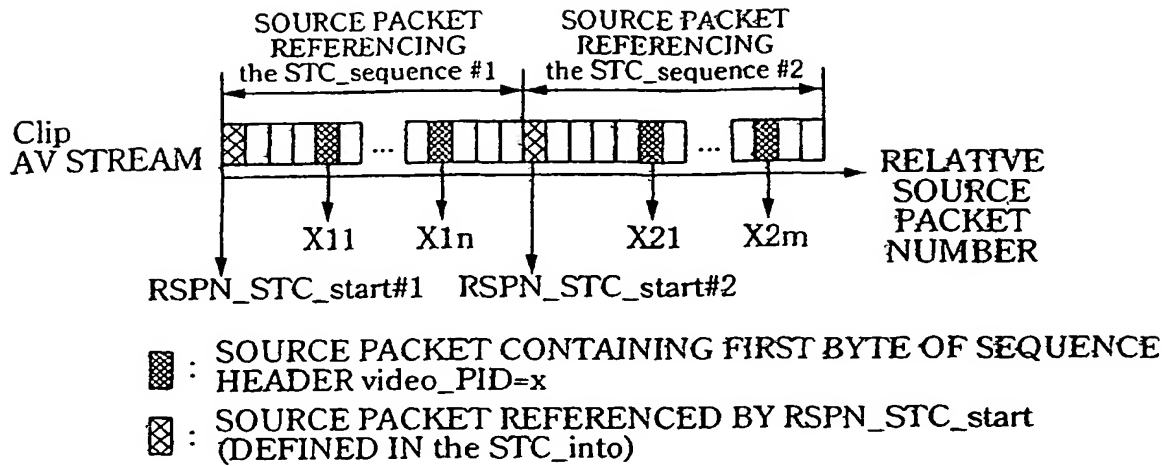 SOURCE PACKET
REFERENCING
the STC_sequence #1
SOURCE PACKET
REFERENCING
the STC_sequence #2
Clip
AV STREAM
...
...
RELATIVE
SOURCE
PACKET
NUMBER
X11
X1n
X21
X2m
RSPN_STC_start#1
RSPN_STC_start#2
: SOURCE PACKET CONTAINING FIRST BYTE OF SEQUENCE
HEADER video_PID=x
: SOURCE PACKET REFERENCED BY RSPN_STC_start
(DEFINED IN the STC_into)